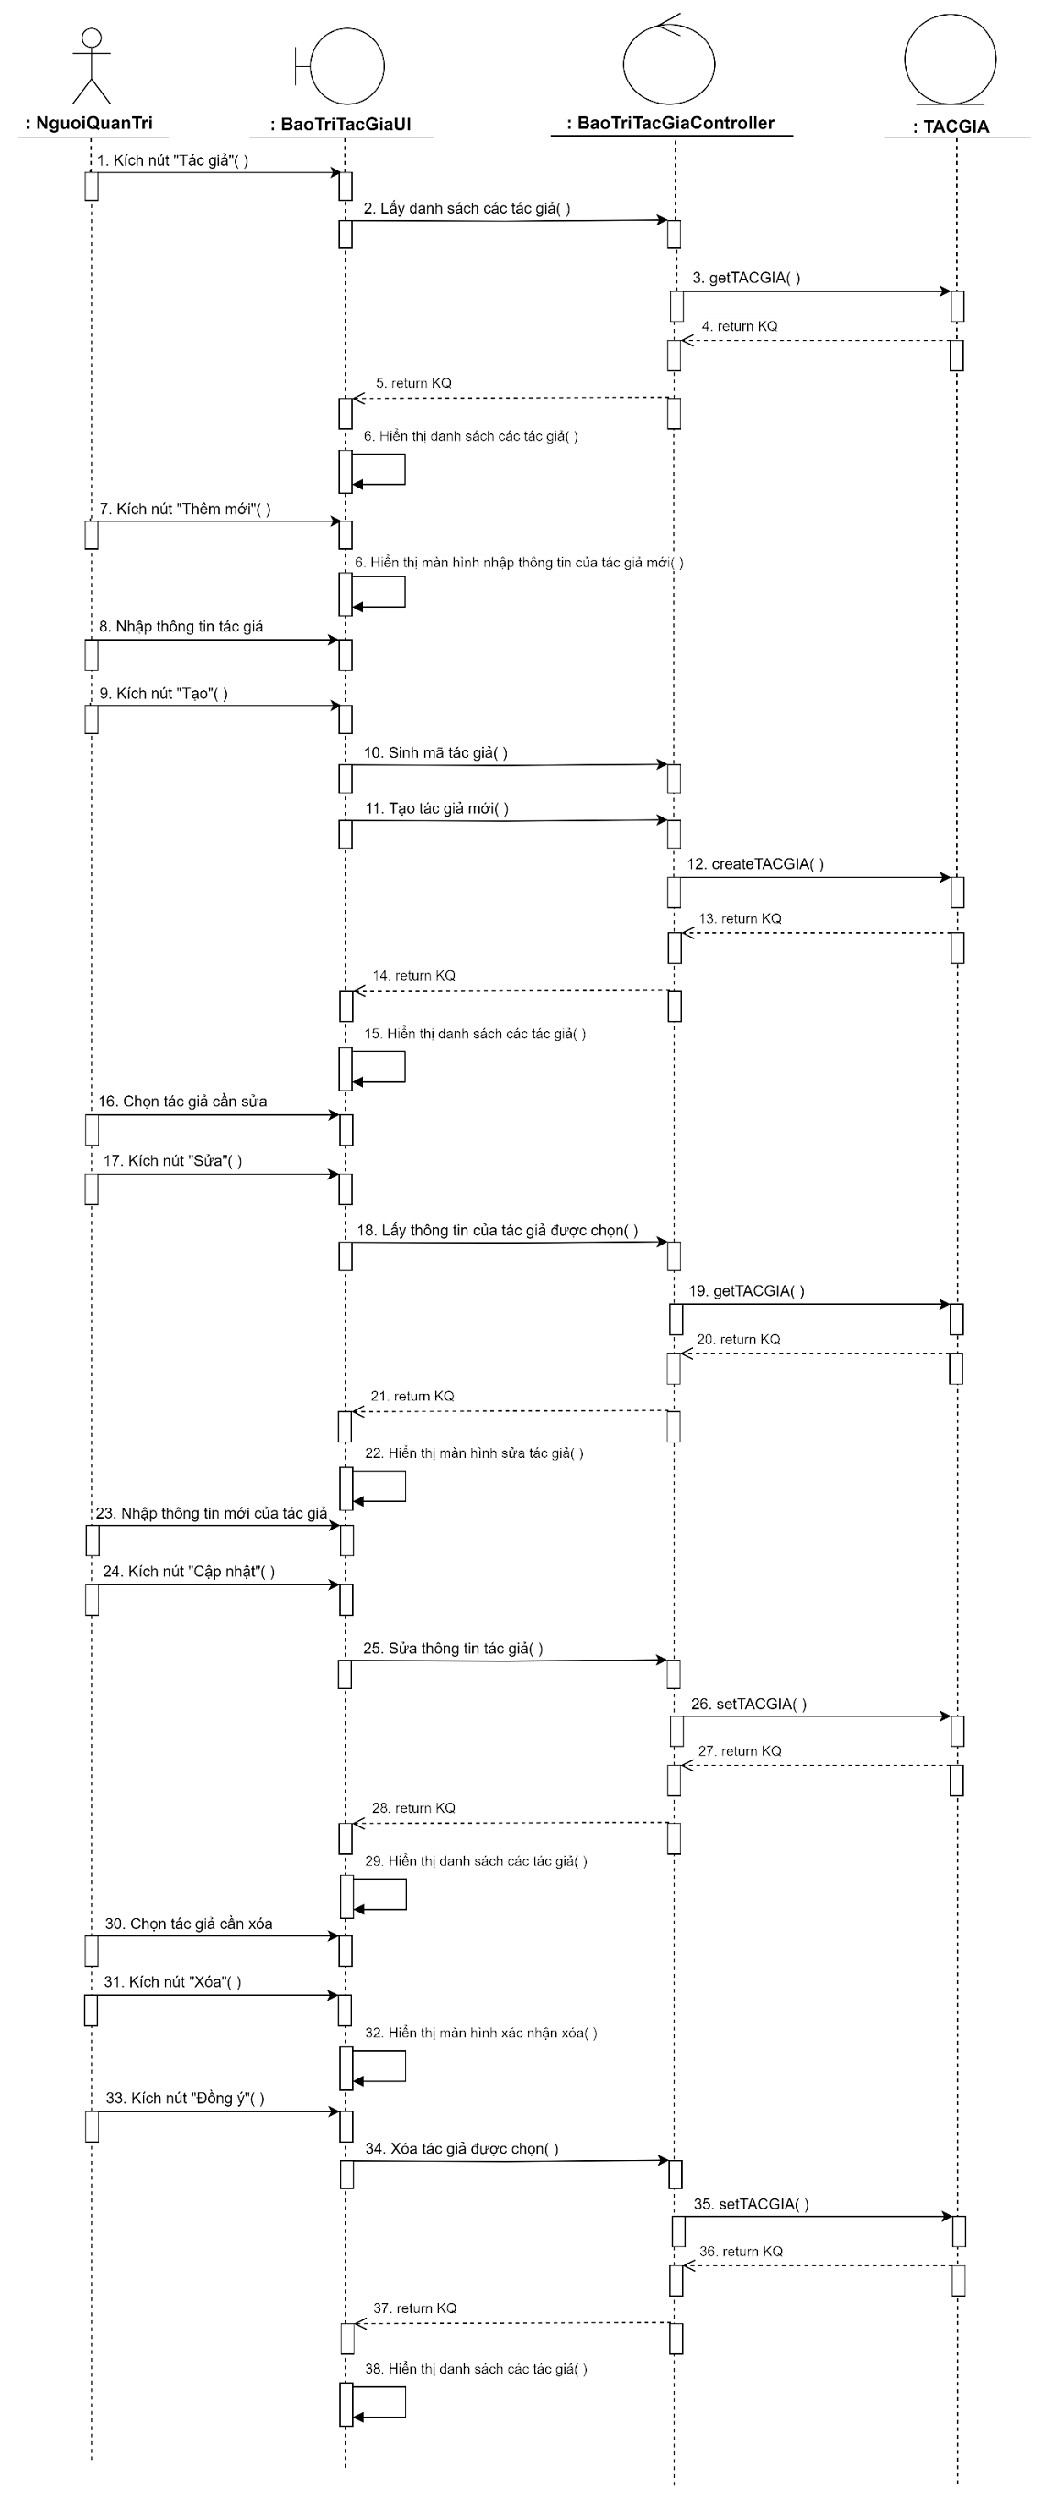 : NguoiQuanTri
: BaoTriTacGiaUI
: BaoTriTacGiaController
: TACGIA
1. Kích nút "Tác giả"( )
2. Lấy danh sách các tác giả( )
3. getTACGIA( )
4. return KQ
5. return KQ
6. Hiển thị danh sách các tác giả( )
7. Kích nút "Thêm mới"( )
6. Hiển thị màn hình nhập thông tin của tác giả mới( )
8. Nhập thông tin tác giả
9. Kích nút "Tạo"( )
10. Sinh mã tác giả( )
11. Tạo tác giả mới( )
12. createTACGIA( )
13. return KQ
14. return KQ
15. Hiển thị danh sách các tác giả( )
16. Chọn tác giả cần sửa
17. Kích nút "Sửa"( )
18. Lấy thông tin của tác giả được chọn( )
19. getTACGIA( )
20. return KQ
21. return KQ
22. Hiển thị màn hình sửa tác giả( )
23. Nhập thông tin mới của tác giả
24. Kích nút "Cập nhật"( )
25. Sửa thông tin tác giả( )
26. setTACGIA( )
27. return KQ
28. return KQ
29. Hiển thị danh sách các tác giả( )
30. Chọn tác giả cần xóa
31. Kích nút "Xóa"( )
32. Hiển thị màn hình xác nhận xóa( )
33. Kích nút "Đồng ý"( )
34. Xóa tác giả được chọn( )
35. setTACGIA( )
36. return KQ
37. return KQ
38. Hiển thị danh sách các tác giả( )